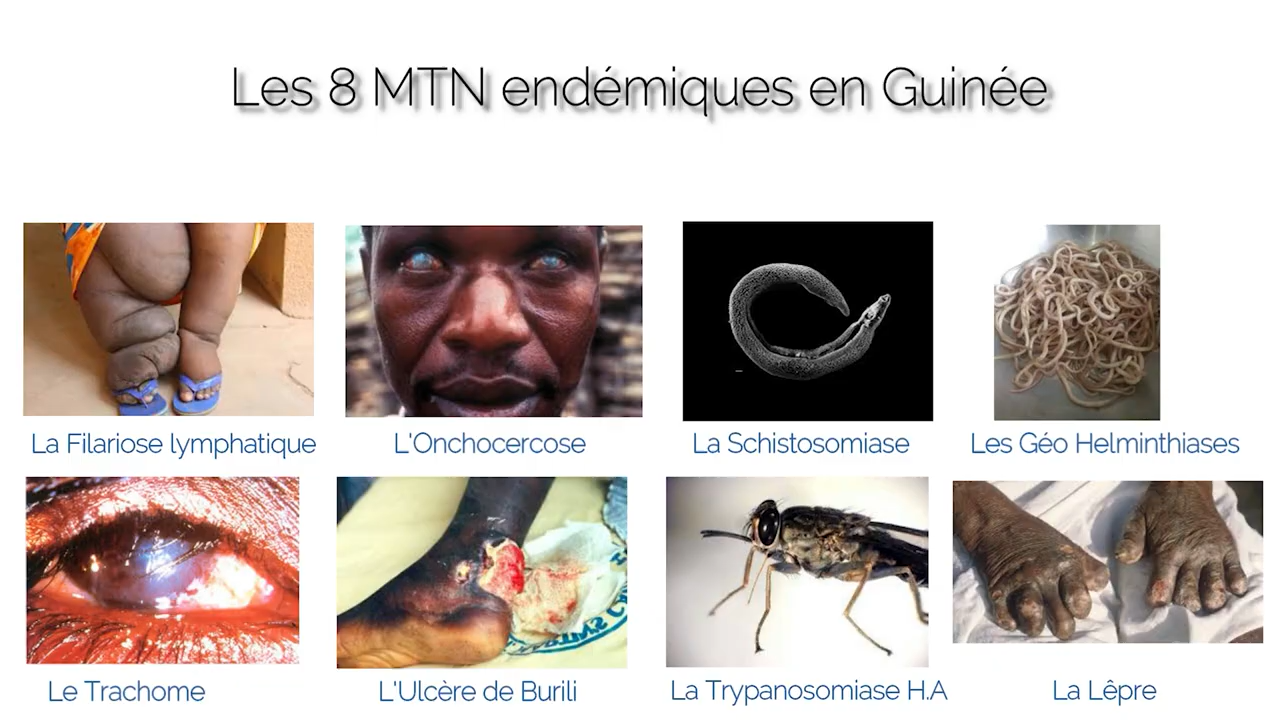 Les 8 MTN endémiques en Guinée
La Filariose lymphatique
L'Onchocercose
La Schistosomiase
Les Géo Helminthiases
Le Trachome
L'Ulcère de Burili
La Trypanosomiase H.A
La Lêpre